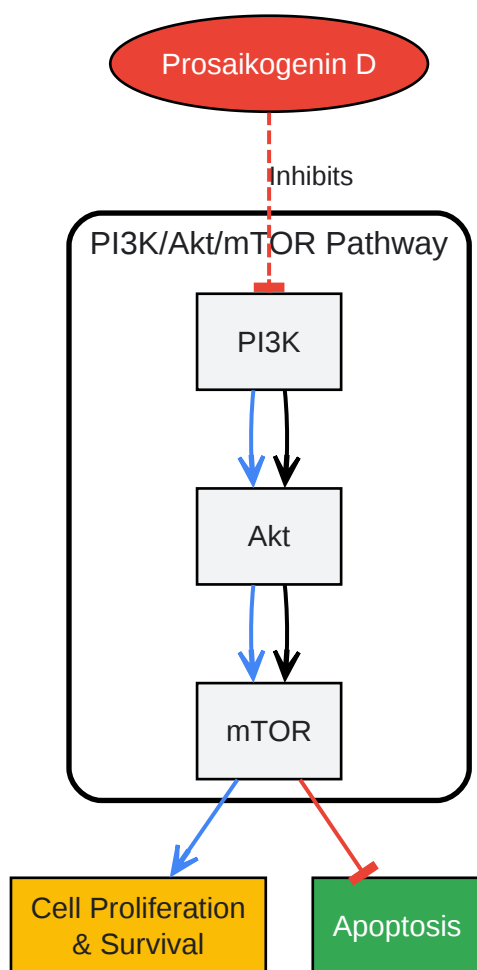 Prosaikogenin D
Inhibits
PI3K/Akt/mTOR Pathway
PI3K
Akt
mTOR
Cell Proliferation
& Survival
Apoptosis